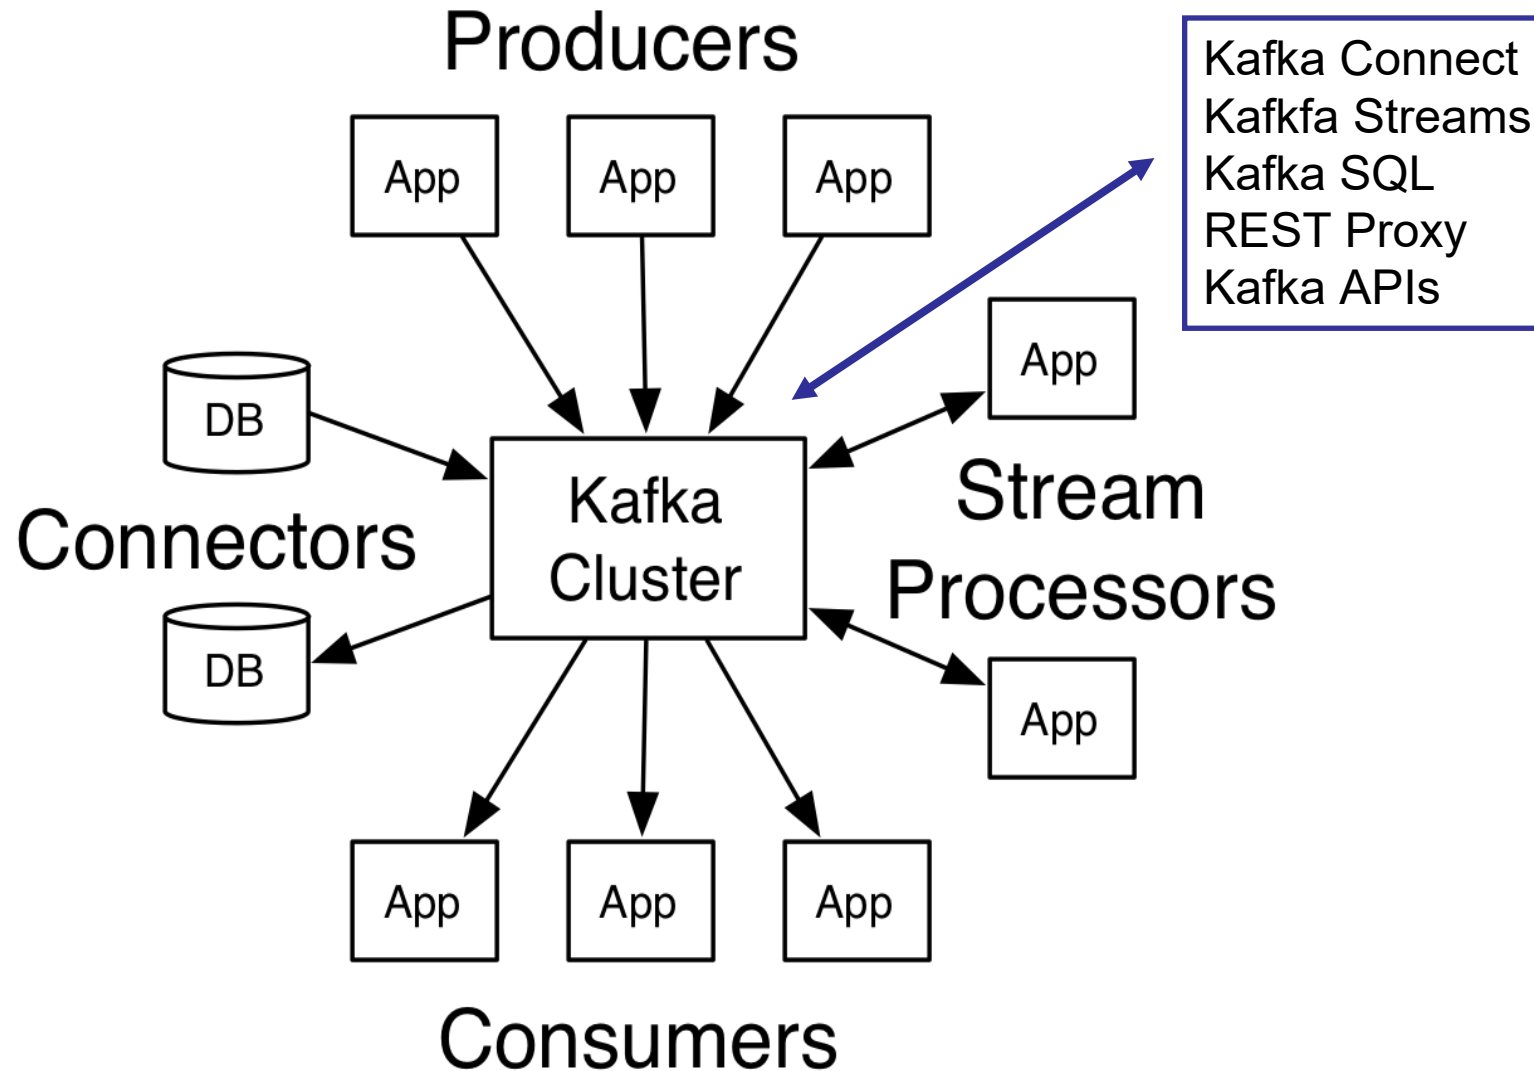 Producers
Kafka Connect
Kafkfa Streams
Kafka SQL
REST Proxy
Kafka APIs
App
App
App
App
DB
Kafka
Cluster
Stream
Processors
Connectors
DB
App
App
App
App
Consumers